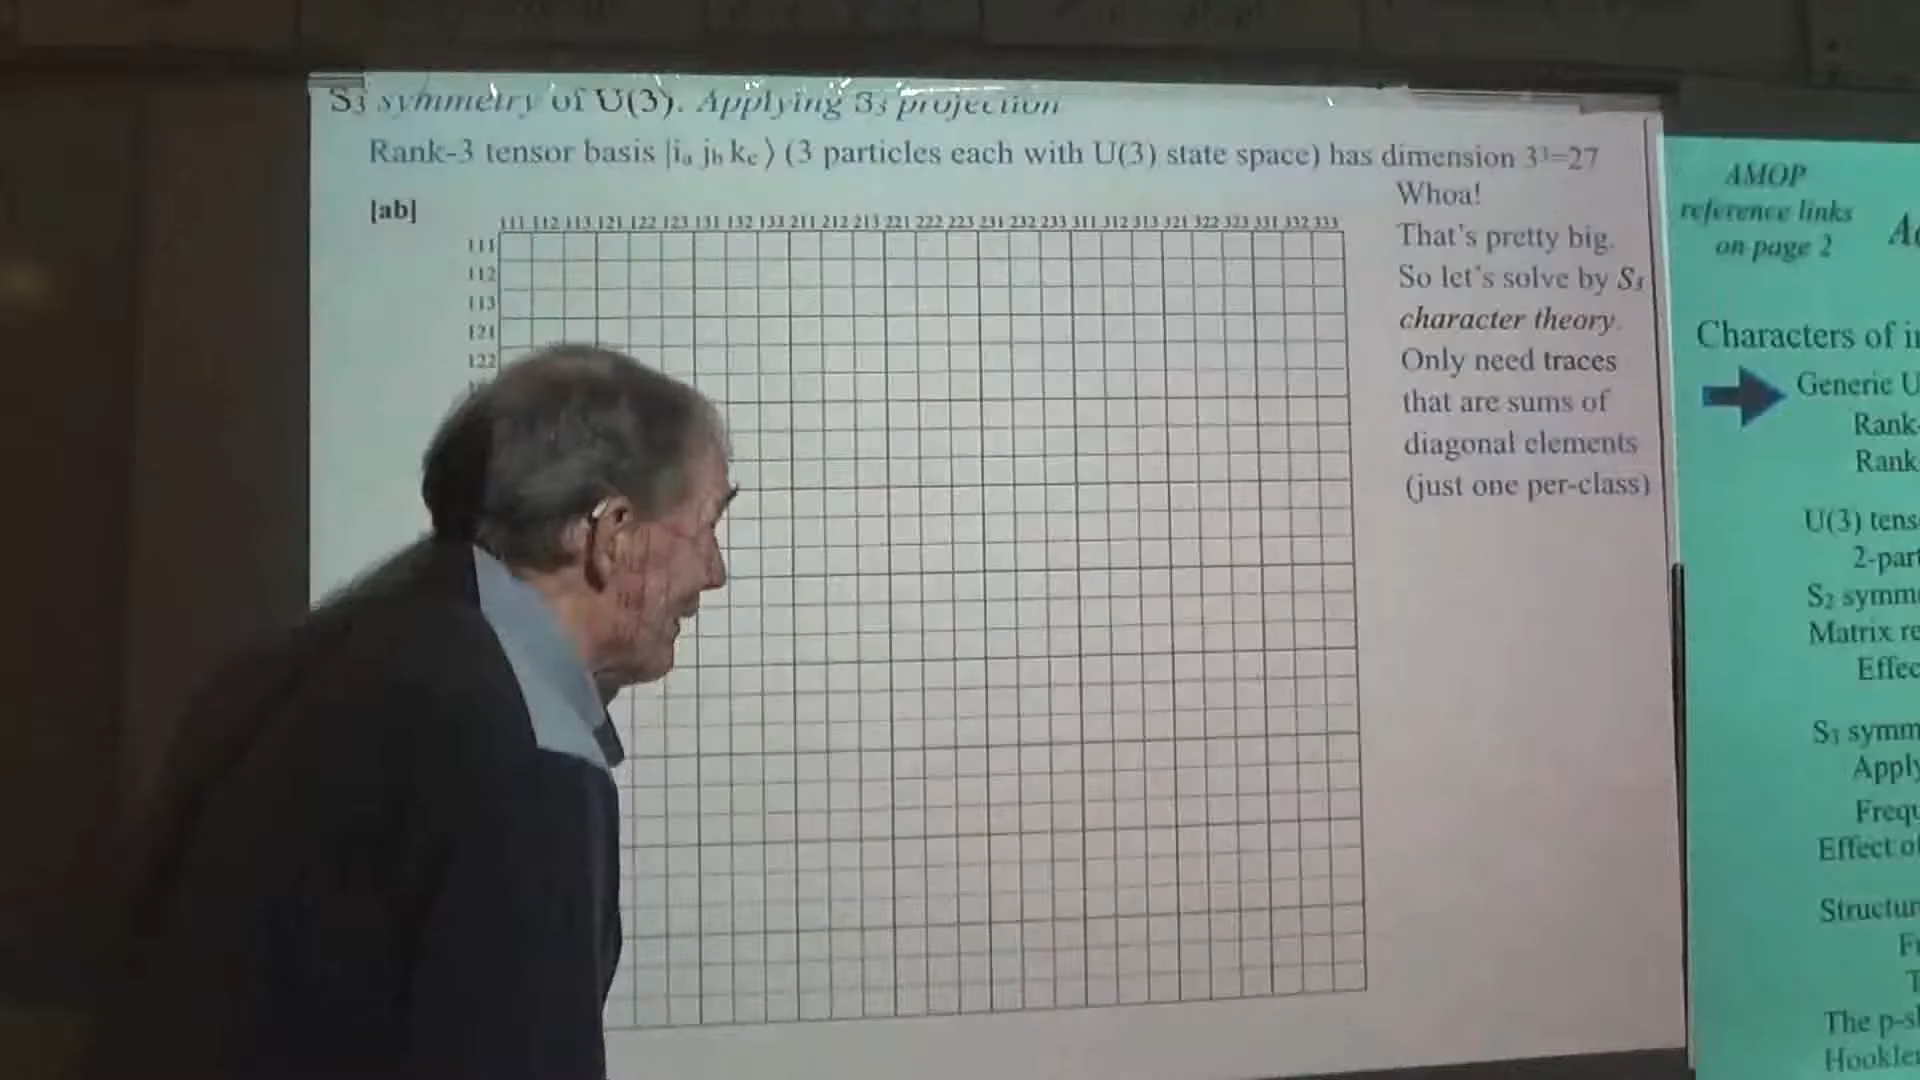 S3 symmetry of U(3). Applying S3 projection
Rank-3 tensor basis |ia jb kc⟩ (3 particles each with U(3) state space) has dimension 3³=27
[ab]
111 112 113 121 122 123 131 132 133 211 212 213 221 222 223 231 232 233 311 312 313 321 322 323 331 332 333
111
112
113
121
122
Whoa!
That's pretty big.
So let's solve by S3
character theory.
Only need traces
that are sums of
diagonal elements
(just one per-class)
AMOP
reference links
on page 2
Characters of
Generic U
Rank-
Rank
U(3) tens
2-part
S2 symm
Matrix re
Effec
S3 symm
Apply
Frequ
Effect of
Structur
The p-s
Hookle